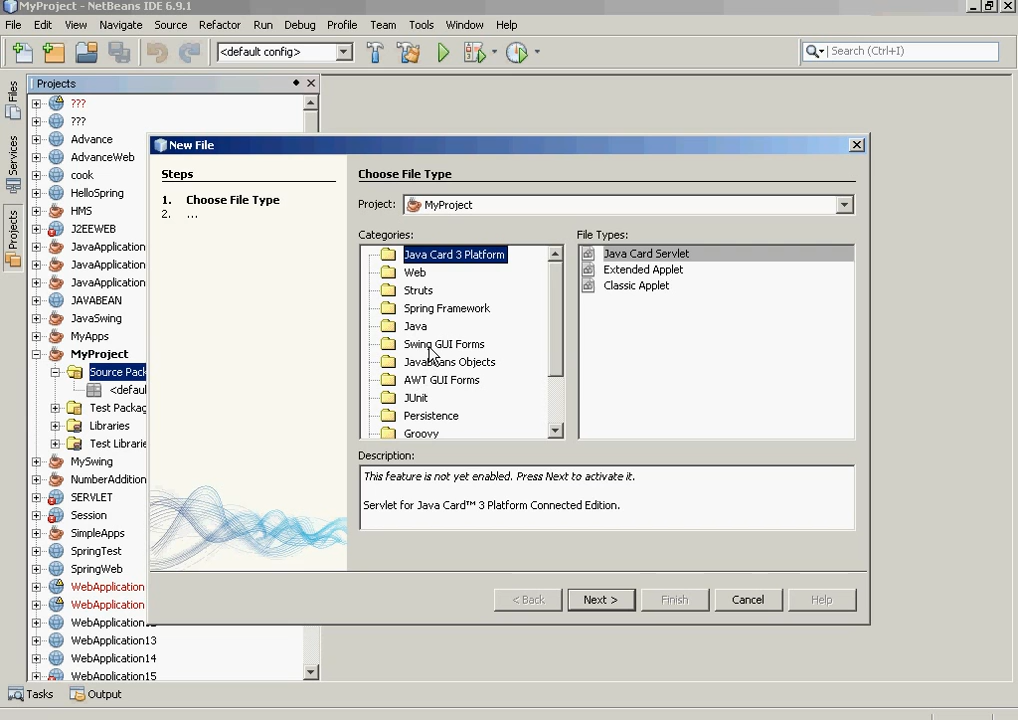 MyProject - NetBeans IDE 6.9.1
File Edit View Navigate Source Refactor Run Debug Profile Team Tools Window Help
<default config>
Search (Ctrl+I)
Files
Services
Projects
Projects
???
???
Advance
AdvanceWeb
cook
HelloSpring
HMS
J2EEWEB
JavaApplication
JavaApplication
JavaApplication
JAVABEAN
JavaSwing
MyApps
MyProject
Source Pack
<defaul
Test Packag
Libraries
Test Librarie
MySwing
NumberAddition
SERVLET
Session
SimpleApps
SpringTest
SpringWeb
WebApplication
WebApplication
WebApplication13
WebApplication14
WebApplication15
Tasks
Output
New File
Steps
1. Choose File Type
2. ...
Choose File Type
Project: MyProject
Categories:
Java Card 3 Platform
Web
Struts
Spring Framework
Java
Swing GUI Forms
JavaBeans Objects
AWT GUI Forms
JUnit
Persistence
Groovy
File Types:
Java Card Servlet
Extended Applet
Classic Applet
Description:
This feature is not yet enabled. Press Next to activate it.
Servlet for Java Card™ 3 Platform Connected Edition.
< Back Next > Finish Cancel Help